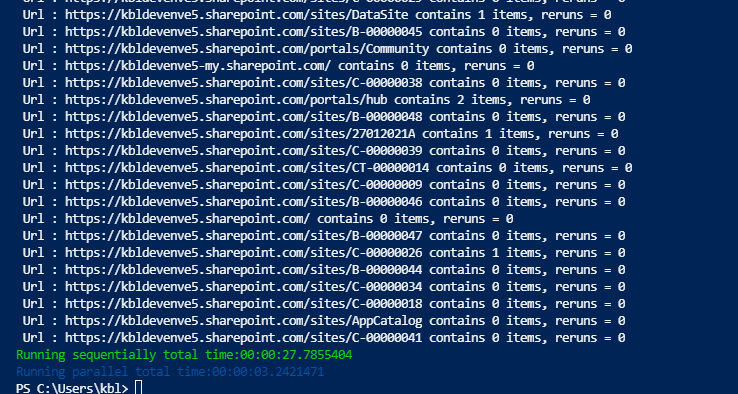 Url : https://kbldevenve5.sharepoint.com/sites/DataSite contains 1 items, reruns = 0
Url : https://kbldevenve5.sharepoint.com/sites/B-00000045 contains 0 items, reruns = 0
Url : https://kbldevenve5.sharepoint.com/portals/Community contains 0 items, reruns = 0
Url : https://kbldevenve5-my.sharepoint.com/ contains 0 items, reruns = 0
Url : https://kbldevenve5.sharepoint.com/sites/C-00000038 contains 0 items, reruns = 0
Url : https://kbldevenve5.sharepoint.com/portals/hub contains 2 items, reruns = 0
Url : https://kbldevenve5.sharepoint.com/sites/B-00000048 contains 0 items, reruns = 0
Url : https://kbldevenve5.sharepoint.com/sites/27012021A contains 1 items, reruns = 0
Url : https://kbldevenve5.sharepoint.com/sites/C-00000039 contains 0 items, reruns = 0
Url : https://kbldevenve5.sharepoint.com/sites/CT-00000014 contains 0 items, reruns = 0
Url : https://kbldevenve5.sharepoint.com/sites/C-00000009 contains 0 items, reruns = 0
Url : https://kbldevenve5.sharepoint.com/sites/B-00000046 contains 0 items, reruns = 0
Url : https://kbldevenve5.sharepoint.com/ contains 0 items, reruns = 0
Url : https://kbldevenve5.sharepoint.com/sites/B-00000047 contains 0 items, reruns = 0
Url : https://kbldevenve5.sharepoint.com/sites/C-00000026 contains 1 items, reruns = 0
Url : https://kbldevenve5.sharepoint.com/sites/B-00000044 contains 0 items, reruns = 0
Url : https://kbldevenve5.sharepoint.com/sites/C-00000034 contains 0 items, reruns = 0
Url : https://kbldevenve5.sharepoint.com/sites/C-00000018 contains 0 items, reruns = 0
Url : https://kbldevenve5.sharepoint.com/sites/AppCatalog contains 0 items, reruns = 0
Url : https://kbldevenve5.sharepoint.com/sites/C-00000041 contains 0 items, reruns = 0
Running sequentially total time:00:00:27.7855404
Running parallel total time:00:00:03.2421471
PS C:\Users\kbl>